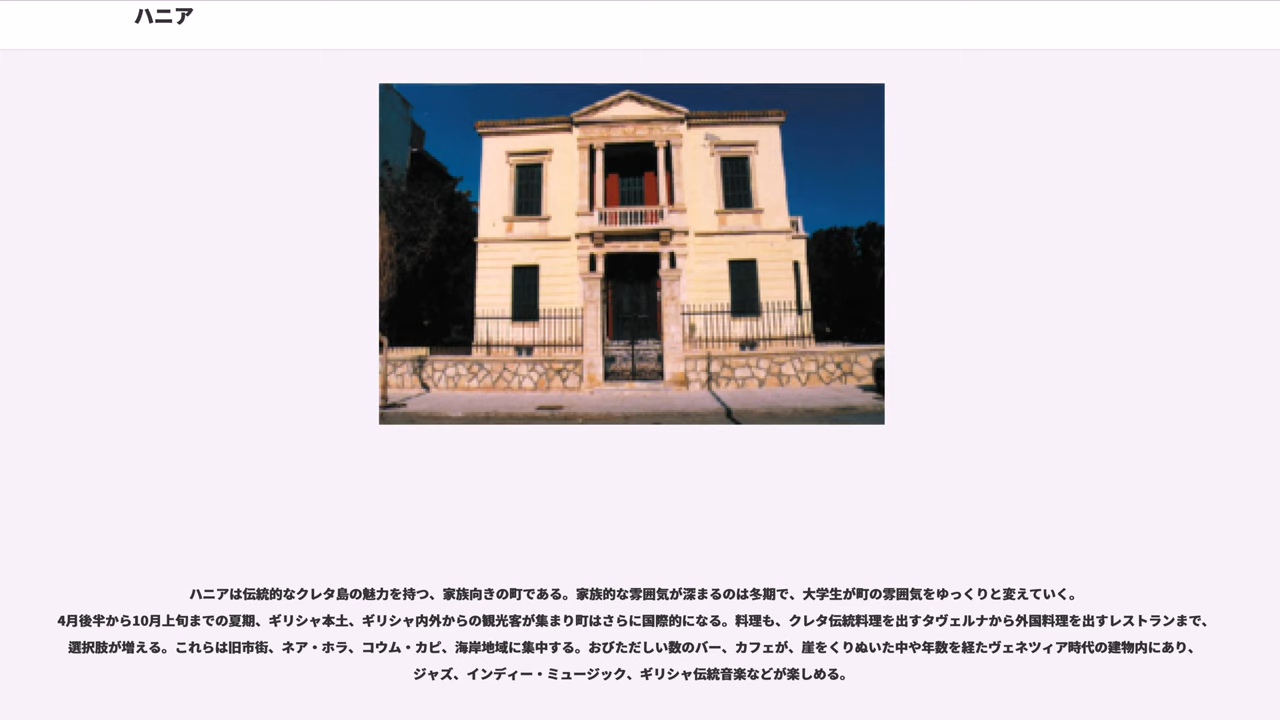 ハニア
ハニアは伝統的なクレタ島の魅力を持つ、家族向きの町である。家族的な雰囲気が深まるのは冬期で、大学生が町の雰囲気をゆっくりと変えていく。
4月後半から10月上旬までの夏期、ギリシャ本土、ギリシャ内外からの観光客が集まり町はさらに国際的になる。料理も、クレタ伝統料理を出すタヴェルナから外国料理を出すレストランまで、
選択肢が増える。これらは旧市街、ネア・ホラ、コウム・カピ、海岸地域に集中する。おびただしい数のバー、カフェが、崖をくりぬいた中や年数を経たヴェネツィア時代の建物内にあり、
ジャズ、インディー・ミュージック、ギリシャ伝統音楽などが楽しめる。